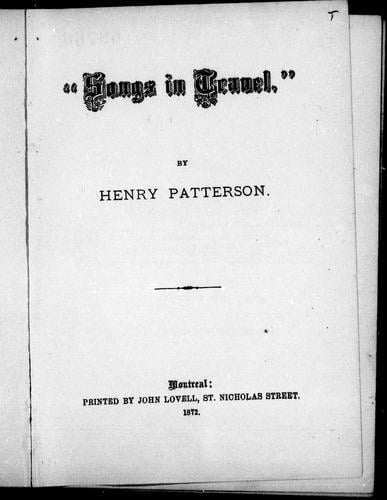 “Songs in Travel.”
BY
HENRY PATTERSON.
Montreal:
PRINTED BY JOHN LOVELL, ST. NICHOLAS STREET.
1872.